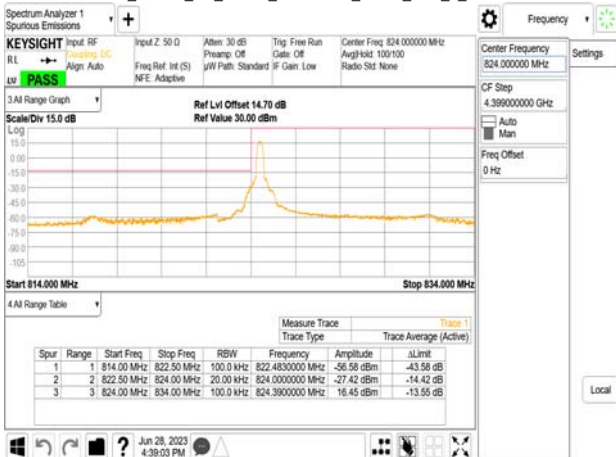 Spectrum Analyzer 1
Spurious Emissions
Frequency
KEYSIGHT Input: RF Input Z: 50 Ω Atten: 30 dB Trig: Free Run Center Freq: 824.000000 MHz
RL Coupling: DC Preamp: Off Gate: Off Avg|Hold: 100/100
Align: Auto Freq Ref: Int (S) µW Path: Standard IF Gain: Low Radio Std: None
NFE: Adaptive
PASS
Center Frequency
824.000000 MHz
Settings
CF Step
4.399000000 GHz
Auto
Man
Freq Offset
0 Hz
3 All Range Graph
Ref Lvl Offset 14.70 dB
Scale/Div 15.0 dB Ref Value 30.00 dBm
Log
15.0
0.00
-15.0
-30.0
-45.0
-60.0
-75.0
-90.0
-105
Start 814.000 MHz Stop 834.000 MHz
4 All Range Table
Measure Trace Trace 1
Trace Type Trace Average (Active)
Spur Range Start Freq Stop Freq RBW Frequency Amplitude ΔLimit
1 1 814.00 MHz 822.50 MHz 100.0 kHz 822.4830000 MHz -56.58 dBm -43.58 dB
2 2 822.50 MHz 824.00 MHz 20.00 kHz 824.0000000 MHz -27.42 dBm -14.42 dB
3 3 824.00 MHz 834.00 MHz 100.0 kHz 824.3900000 MHz 16.45 dBm -13.55 dB
Local
Jun 28, 2023
4:39:03 PM